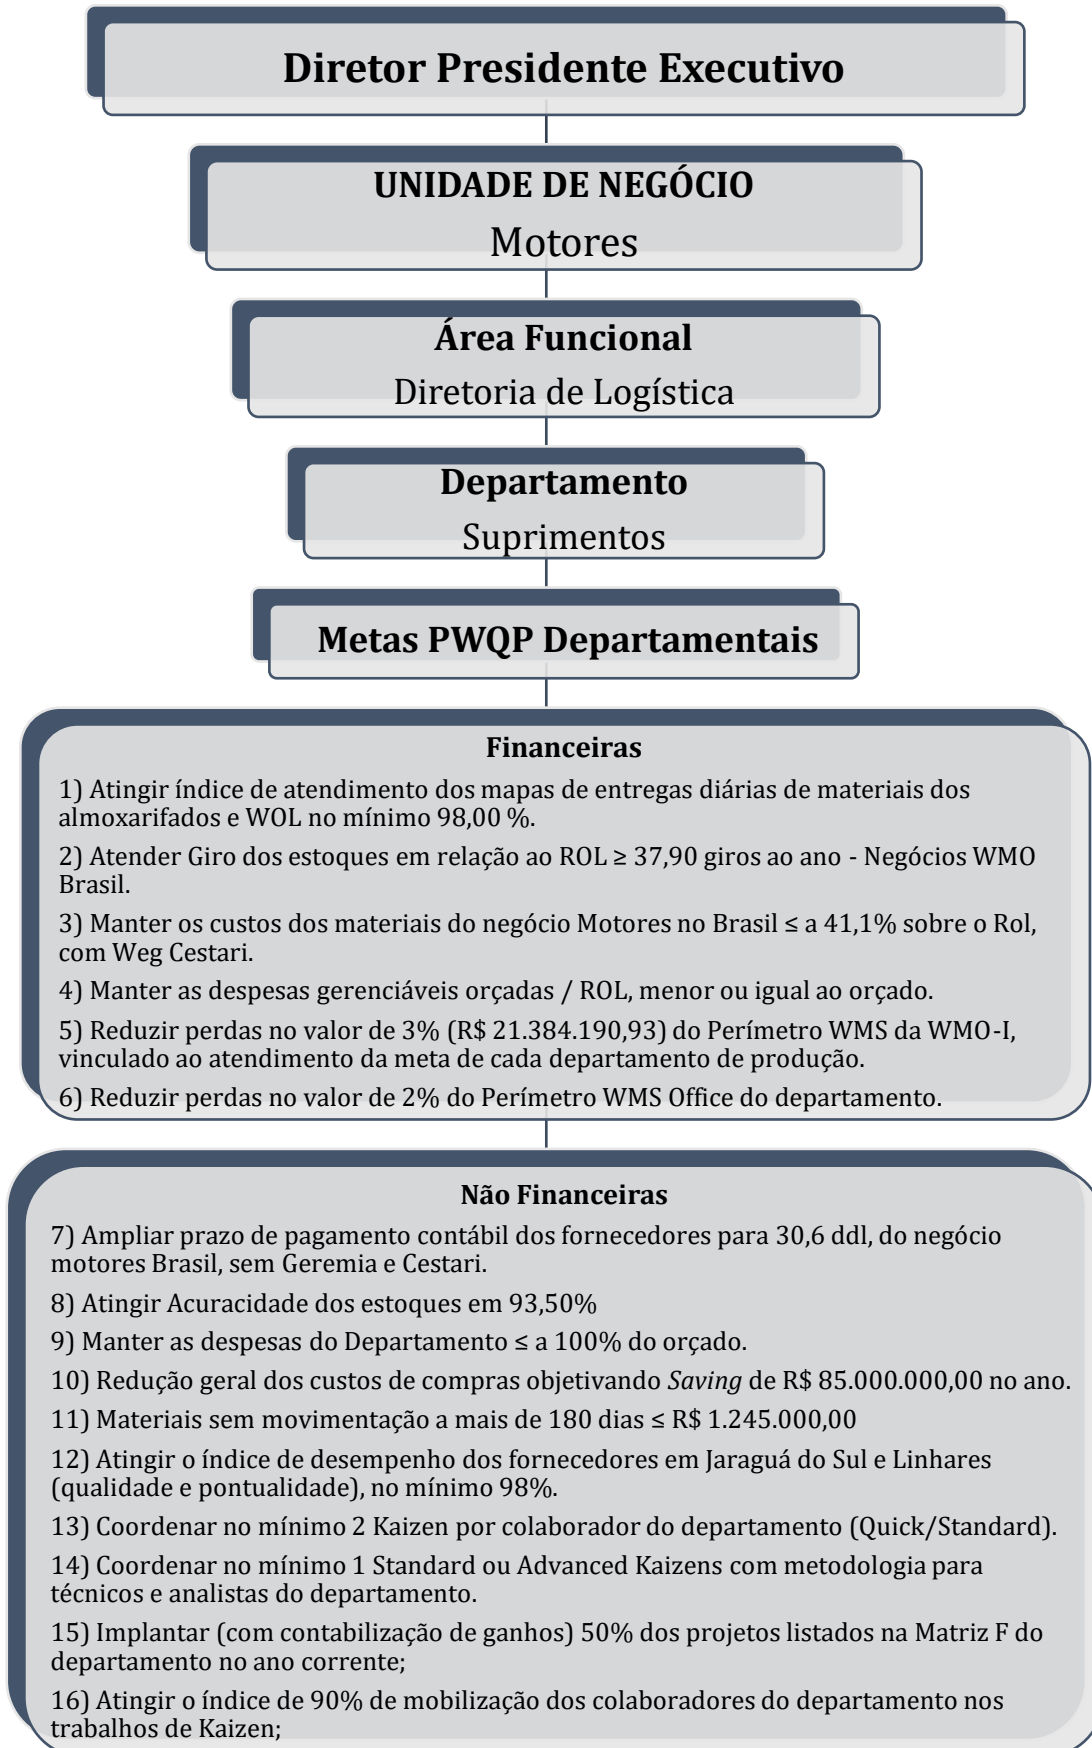 Diretor Presidente Executivo
UNIDADE DE NEGÓCIO
Motores
Área Funcional
Diretoria de Logística
Departamento
Suprimentos
Metas PWQP Departamentais
Financeiras
1) Atingir índice de atendimento dos mapas de entregas diárias de materiais dos
almoxarifados e WOL no mínimo 98,00 %.
2) Atender Giro dos estoques em relação ao ROL ≥ 37,90 giros ao ano - Negócios WMO
Brasil.
3) Manter os custos dos materiais do negócio Motores no Brasil ≤ a 41,1% sobre o Rol,
com Weg Cestari.
4) Manter as despesas gerenciáveis orçadas / ROL, menor ou igual ao orçado.
5) Reduzir perdas no valor de 3% (R$ 21.384.190,93) do Perímetro WMS da WMO-I,
vinculado ao atendimento da meta de cada departamento de produção.
6) Reduzir perdas no valor de 2% do Perímetro WMS Office do departamento.
Não Financeiras
7) Ampliar prazo de pagamento contábil dos fornecedores para 30,6 ddl, do negócio
motores Brasil, sem Geremia e Cestari.
8) Atingir Acuracidade dos estoques em 93,50%
9) Manter as despesas do Departamento ≤ a 100% do orçado.
10) Redução geral dos custos de compras objetivando Saving de R$ 85.000.000,00 no ano.
11) Materiais sem movimentação a mais de 180 dias ≤ R$ 1.245.000,00
12) Atingir o índice de desempenho dos fornecedores em Jaraguá do Sul e Linhares
(qualidade e pontualidade), no mínimo 98%.
13) Coordenar no mínimo 2 Kaizen por colaborador do departamento (Quick/Standard).
14) Coordenar no mínimo 1 Standard ou Advanced Kaizens com metodologia para
técnicos e analistas do departamento.
15) Implantar (com contabilização de ganhos) 50% dos projetos listados na Matriz F do
departamento no ano corrente;
16) Atingir o índice de 90% de mobilização dos colaboradores do departamento nos
trabalhos de Kaizen;